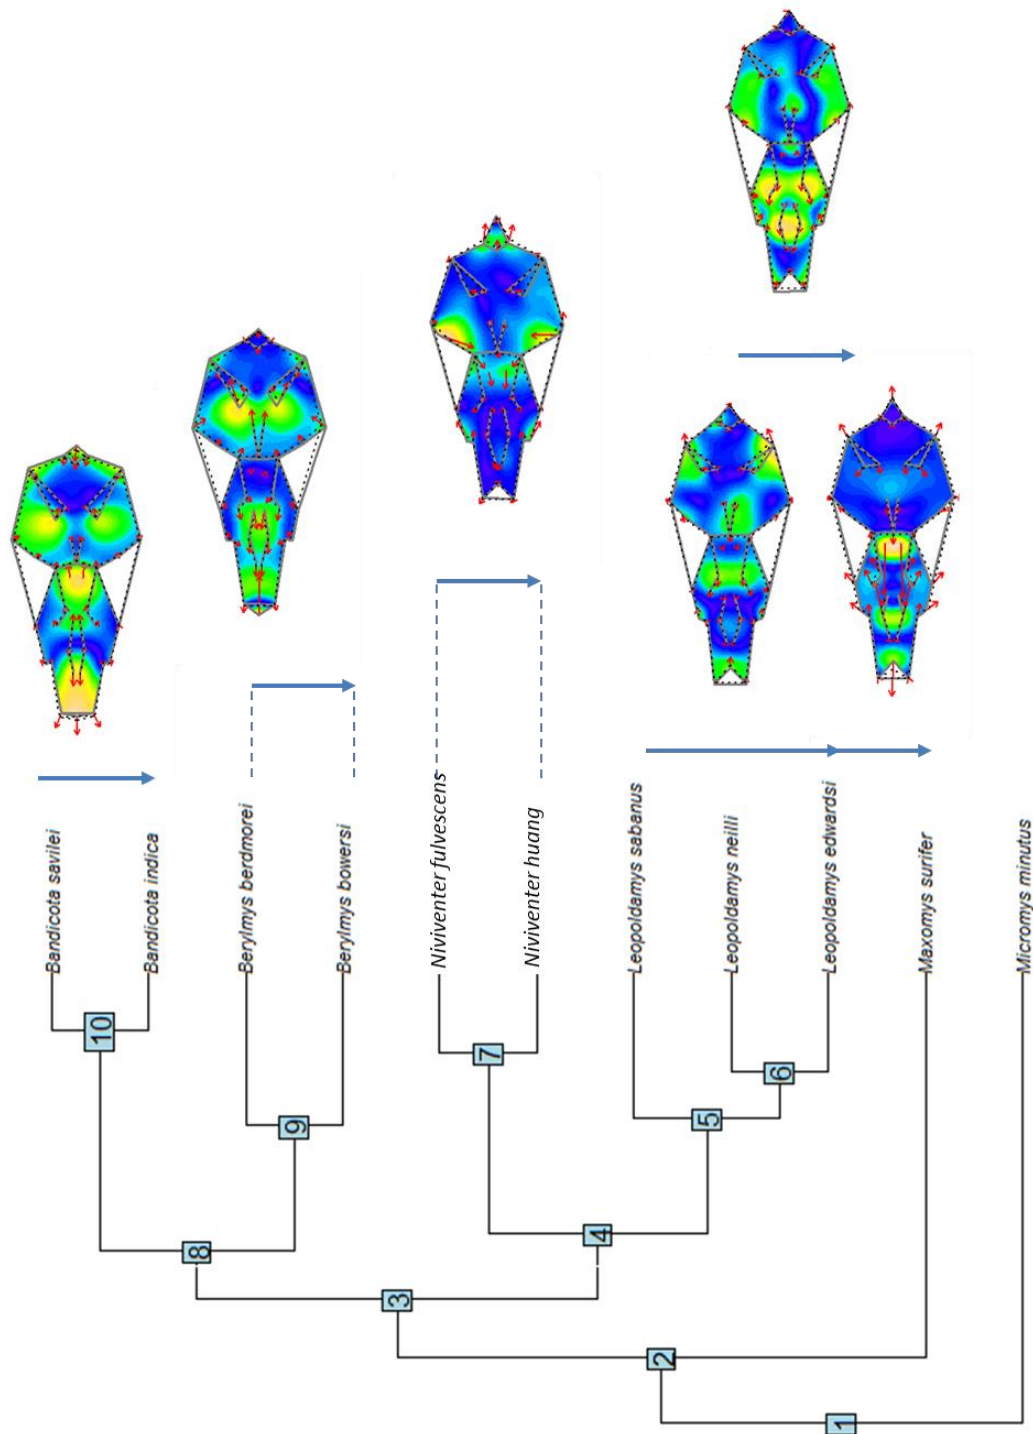 Bandicota savilei
Bandicota indica
Berylmys berdmorei
Berylmys bowersi
Niviventer fulvescens
Niviventer huang
Leopoldamys sabanus
Leopoldamys neilli
Leopoldamys edwardsi
Maxomys surifer
Micromys minutus
10
9
7
6
5
8
4
3
2
1